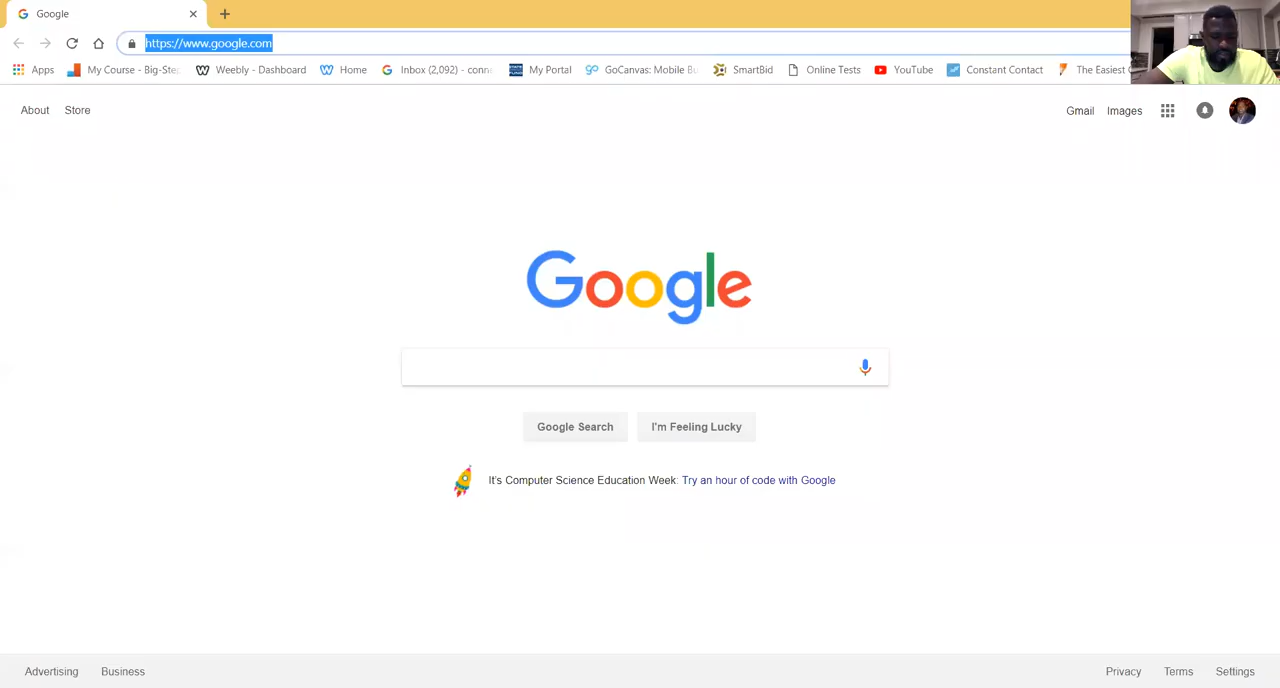 Google
https://www.google.com
Apps My Course - Big-Ste Weebly - Dashboard Home Inbox (2,092) - conn My Portal GoCanvas: Mobile Bu SmartBid Online Tests YouTube Constant Contact The Easiest
About Store Gmail Images
Google
Google Search I'm Feeling Lucky
It's Computer Science Education Week: Try an hour of code with Google
Advertising Business Privacy Terms Settings